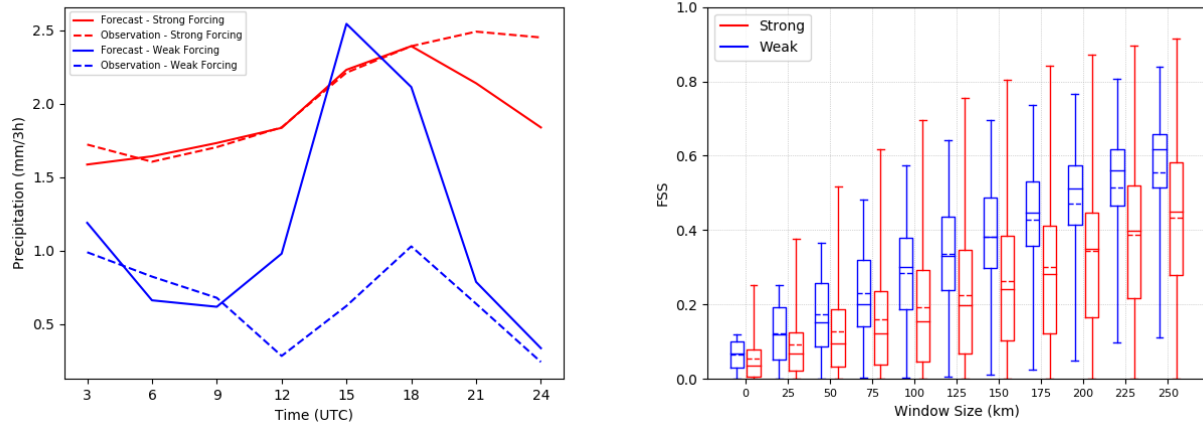 Forecast - Strong Forcing
Observation - Strong Forcing
Forecast - Weak Forcing
Observation - Weak Forcing
Precipitation (mm/3h)
2.5
2.0
1.5
1.0
0.5
3 6 9 12 15 18 21 24
Time (UTC)
Strong
Weak
FSS
1.0
0.8
0.6
0.4
0.2
0.0
0 25 50 75 100 125 150 175 200 225 250
Window Size (km)